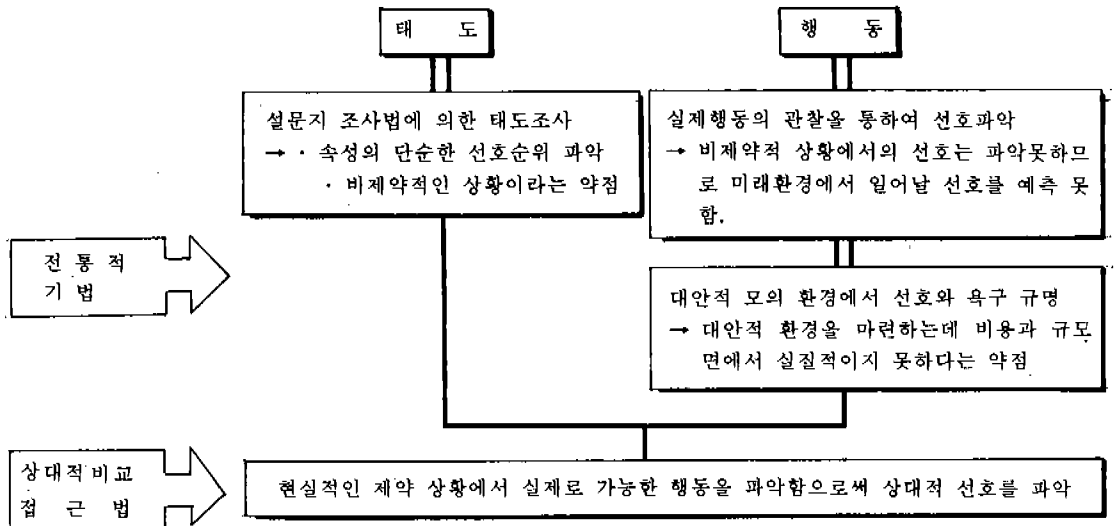 태 도
행 동
설문지 조사법에 의한 태도조사
→ · 속성의 단순한 선호순위 파악
· 비제약적인 상황이라는 약점
실제행동의 관찰을 통하여 선호파악
→ 비제약적 상황에서의 선호는 파악못하므
로 미래환경에서 일어날 선호를 예측 못
함.
전 통 적
기 법
대안적 모의 환경에서 선호와 욕구 규명
→ 대안적 환경을 마련하는데 비용과 규모
면에서 실질적이지 못하다는 약점
상대적비교
접 근 법
현실적인 제약 상황에서 실제로 가능한 행동을 파악함으로써 상대적 선호를 파악